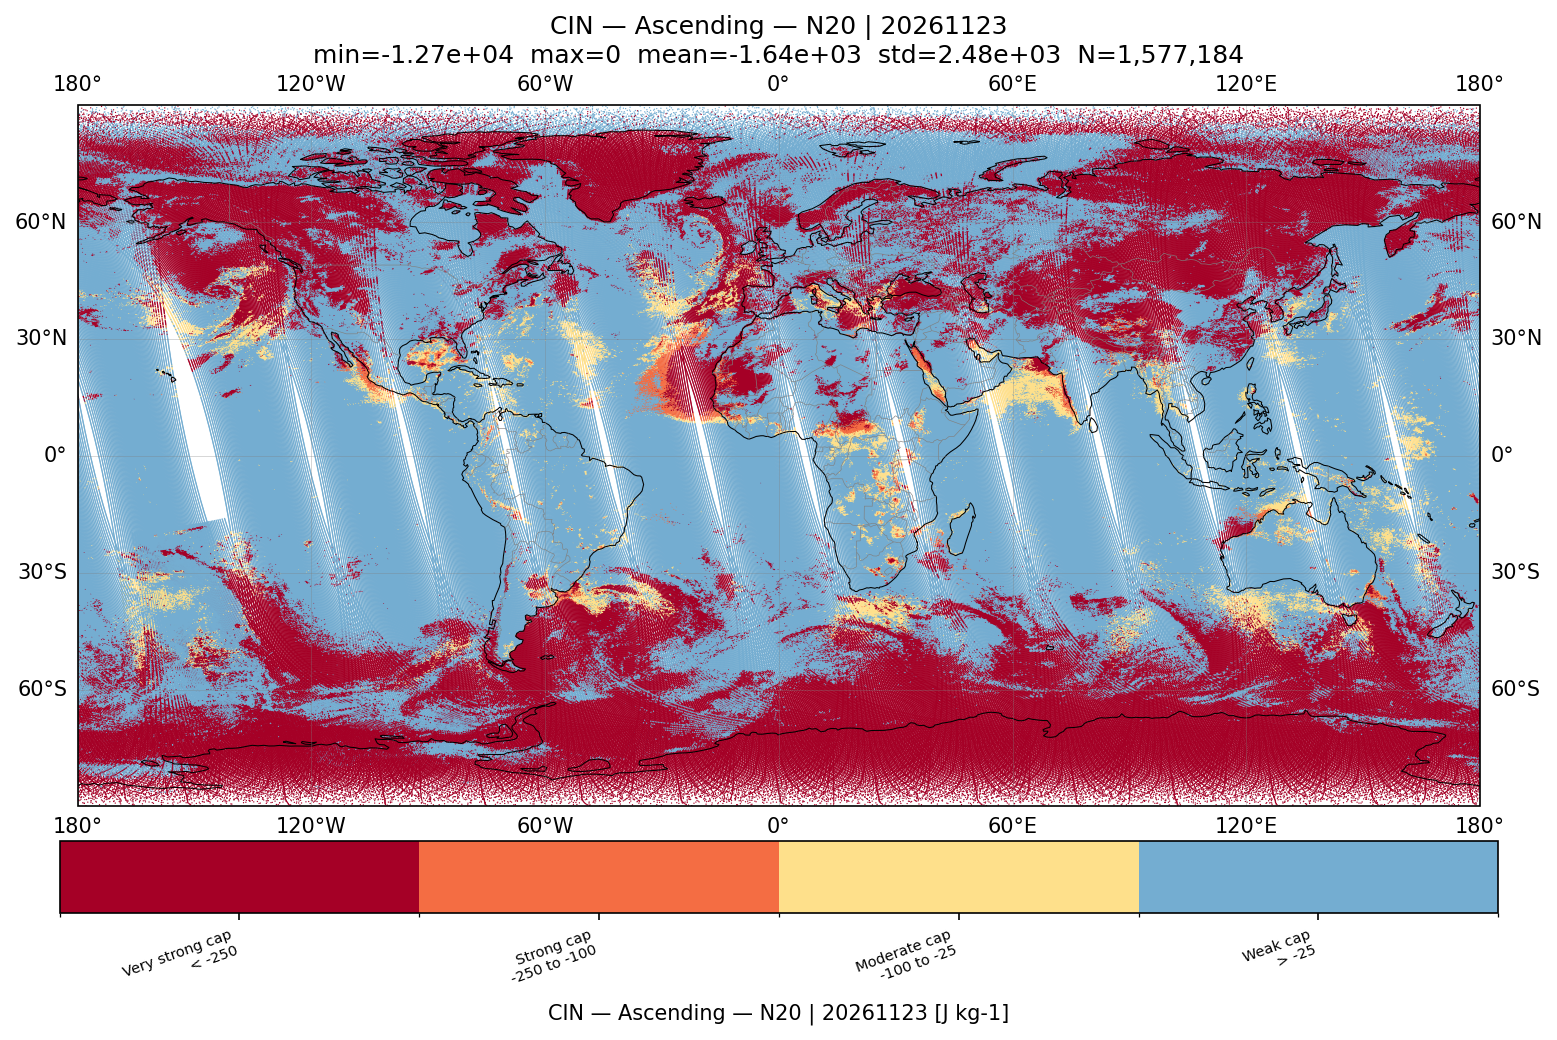 CIN — Ascending — N20 | 20261123
min=-1.27e+04  max=0  mean=-1.64e+03  std=2.48e+03  N=1,577,184
180° 120°W 60°W 0° 60°E 120°E 180°
60°N 60°N
30°N 30°N
0° 0°
30°S 30°S
60°S 60°S
180° 120°W 60°W 0° 60°E 120°E 180°
Very strong cap
< -250
Strong cap
-250 to -100
Moderate cap
-100 to -25
Weak cap
> -25
CIN — Ascending — N20 | 20261123 [J kg-1]